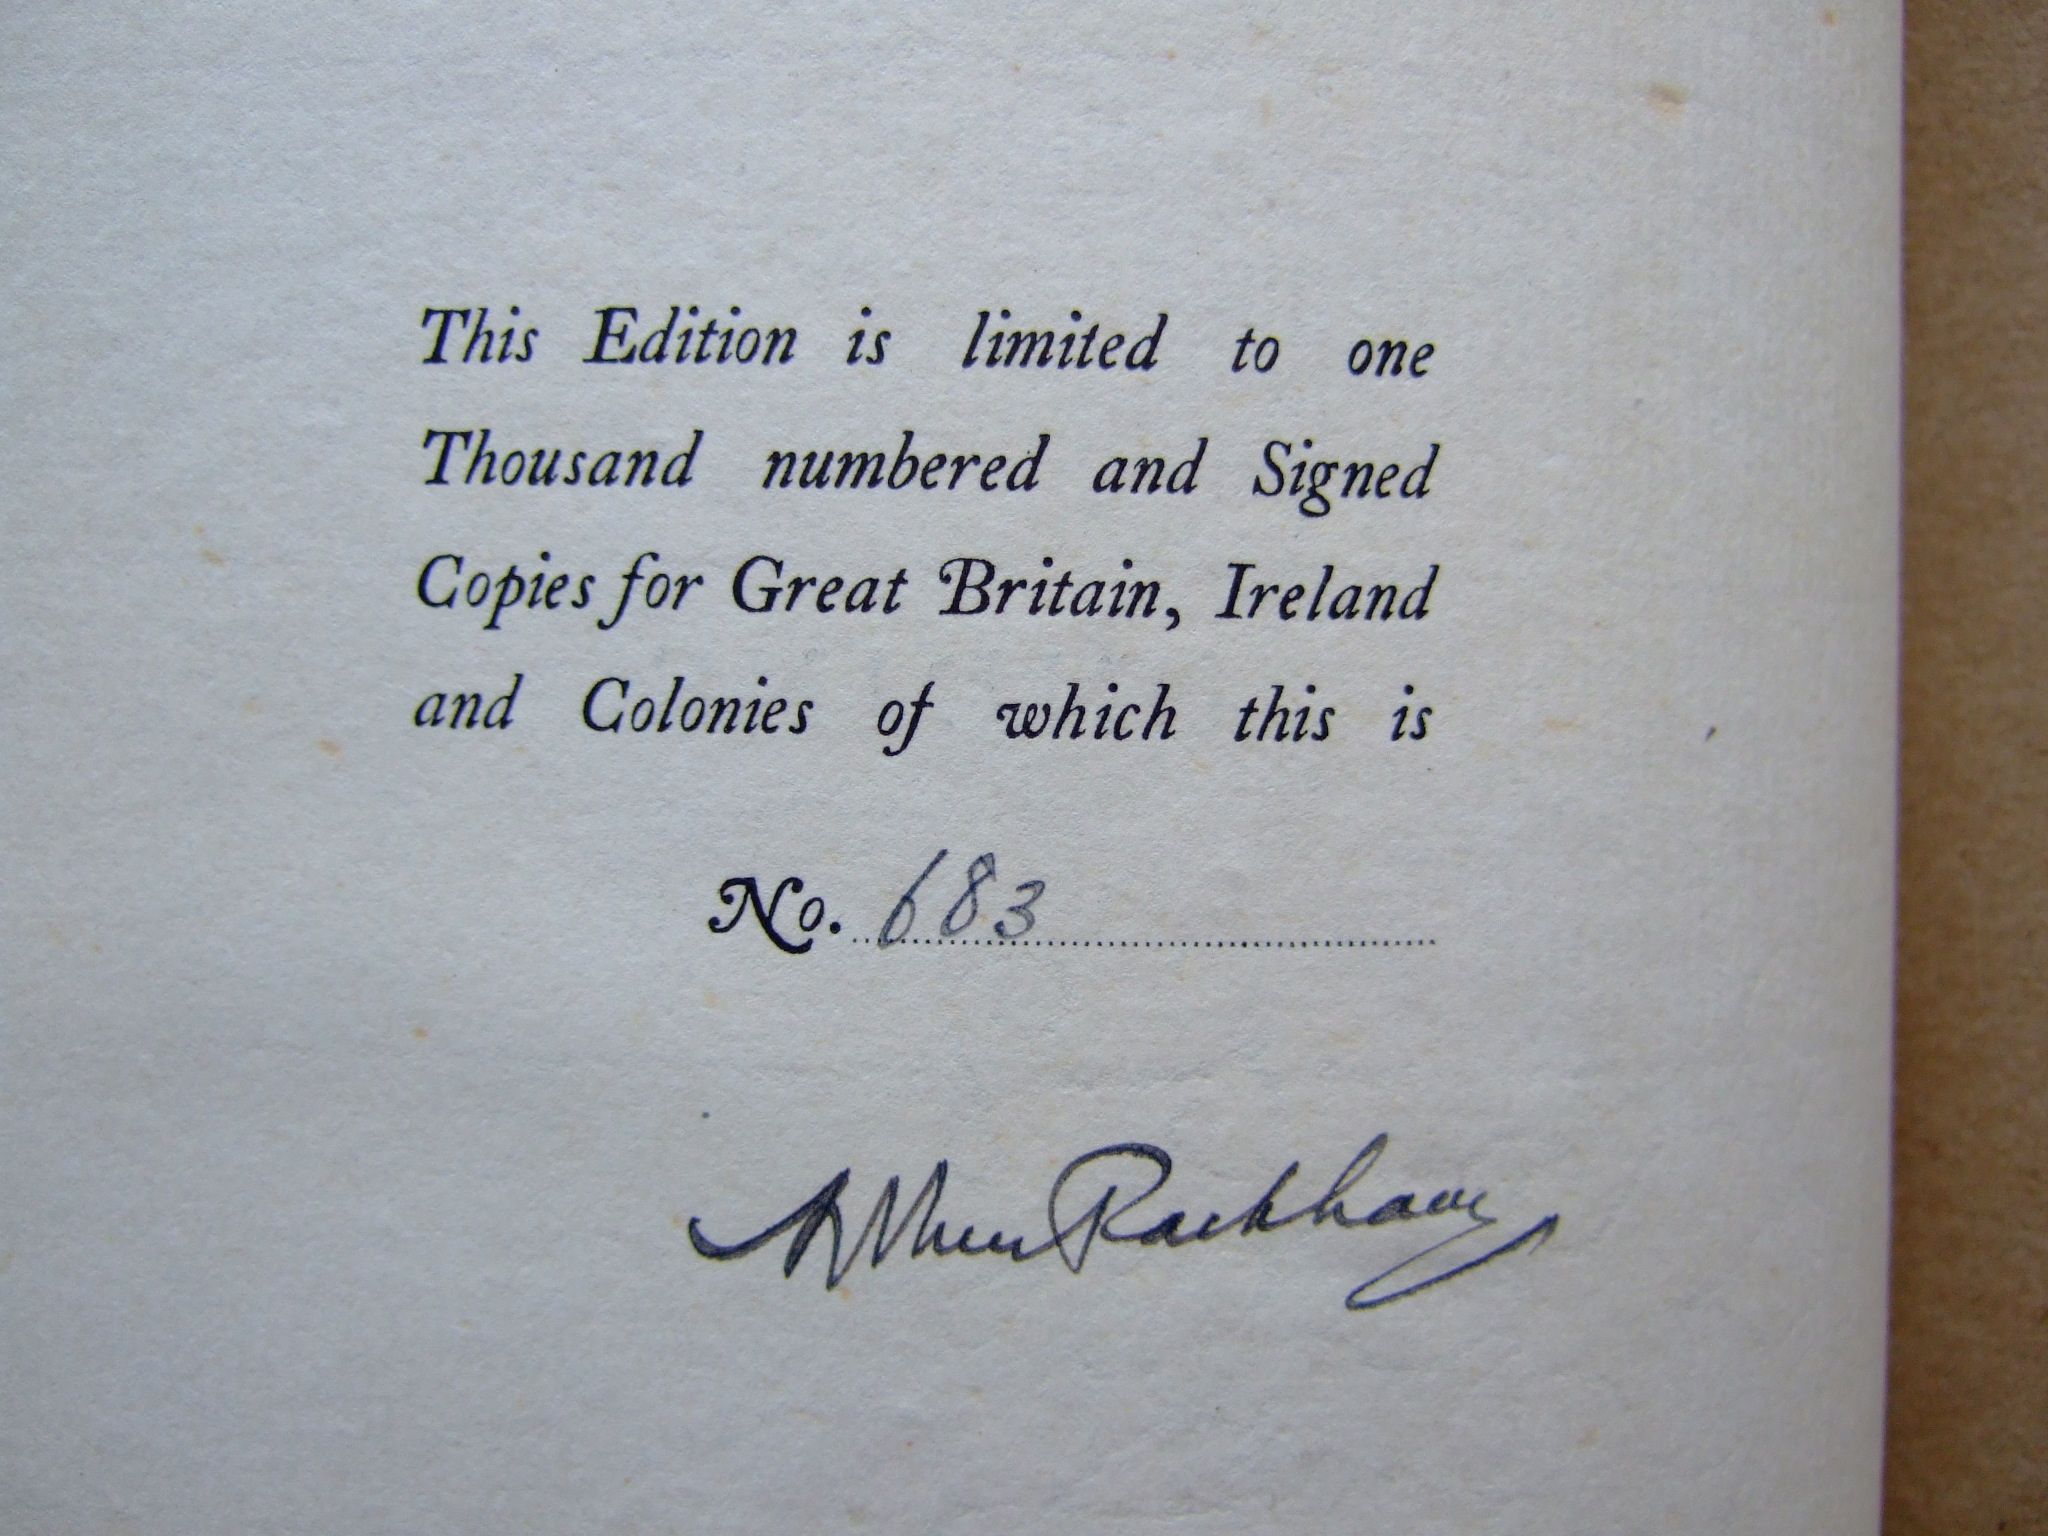 This Edition is limited to one
Thousand numbered and Signed
Copies for Great Britain, Ireland
and Colonies of which this is
No. 683
Arthur Rackham